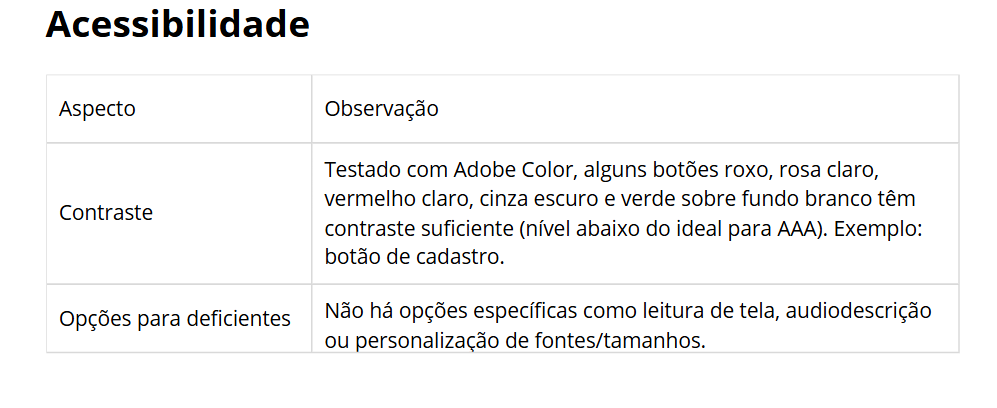 Acessibilidade
Aspecto
Observação
Contraste
Testado com Adobe Color, alguns botões roxo, rosa claro,
vermelho claro, cinza escuro e verde sobre fundo branco têm
contraste suficiente (nível abaixo do ideal para AAA). Exemplo:
botão de cadastro.
Opções para deficientes
Não há opções específicas como leitura de tela, audiodescrição
ou personalização de fontes/tamanhos.